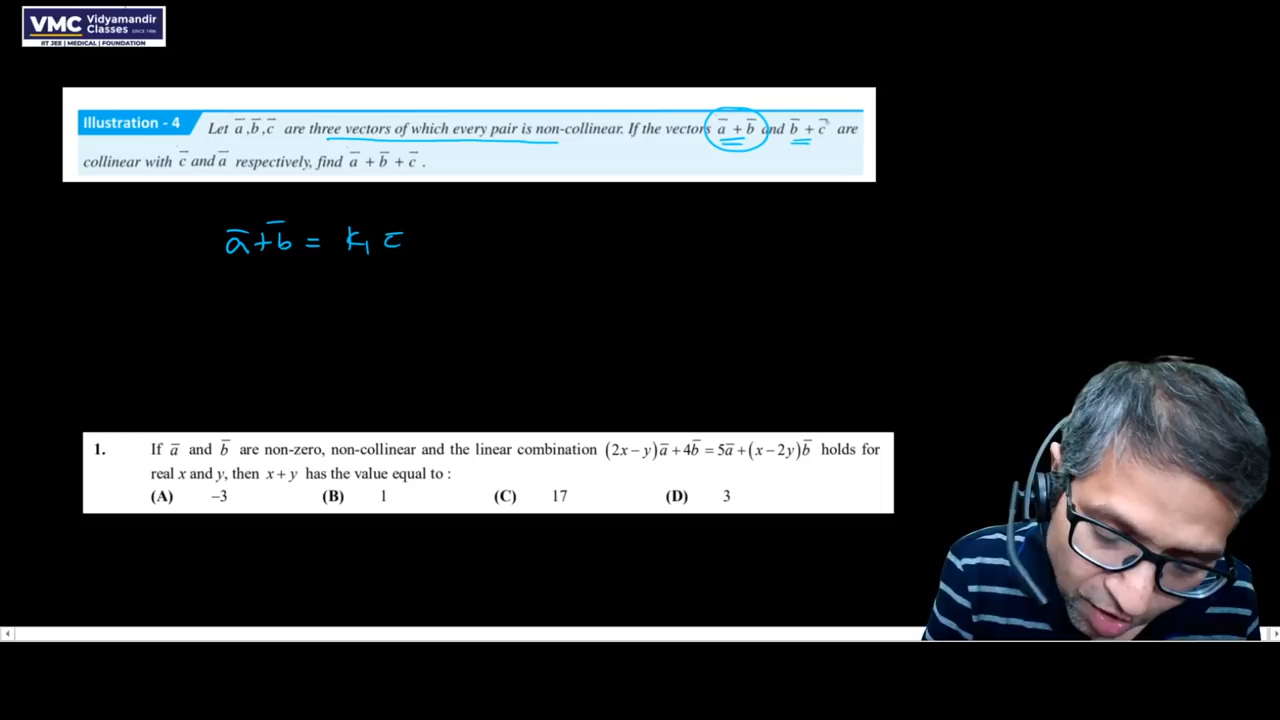 VMC Vidyamandir Classes SINCE 1986
IIT JEE | MEDICAL | FOUNDATION
Illustration - 4 Let a̅, b̅, c̅ are three vectors of which every pair is non-collinear. If the vectors a̅ + b̅ and b̅ + c̅ are
collinear with c̅ and a̅ respectively, find a̅ + b̅ + c̅ .
a̅ + b̅ = k₁ c̅
1. If a̅ and b̅ are non-zero, non-collinear and the linear combination (2x − y)a̅ + 4b̅ = 5a̅ + (x − 2y)b̅ holds for
real x and y, then x + y has the value equal to :
(A) −3 (B) 1 (C) 17 (D) 3